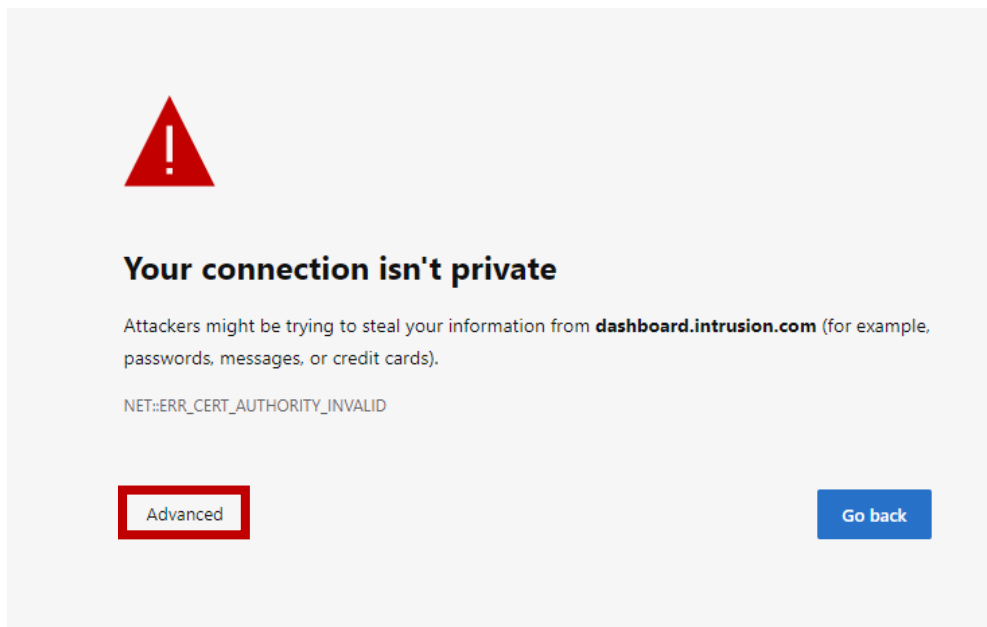 Your connection isn't private
Attackers might be trying to steal your information from dashboard.intrusion.com (for example,
passwords, messages, or credit cards).
NET::ERR_CERT_AUTHORITY_INVALID
Advanced
Go back